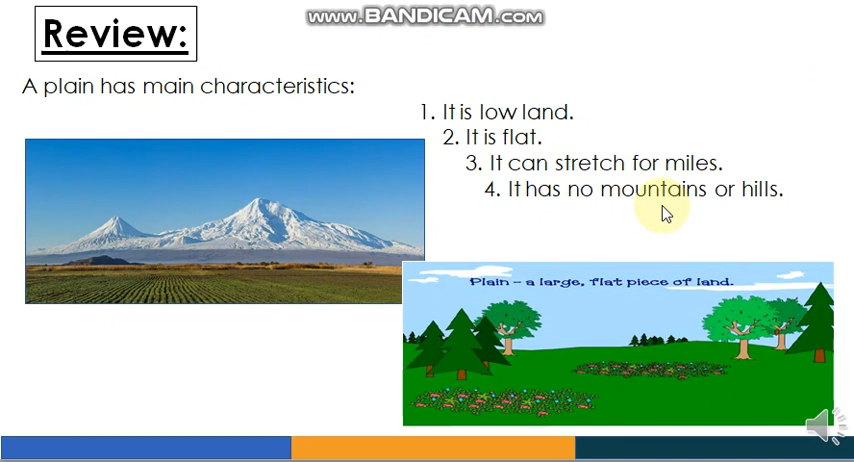 www.BANDICAM.com
Review:
A plain has main characteristics:
1. It is low land.
2. It is flat.
3. It can stretch for miles.
4. It has no mountains or hills.
Plain – a large, flat piece of land.